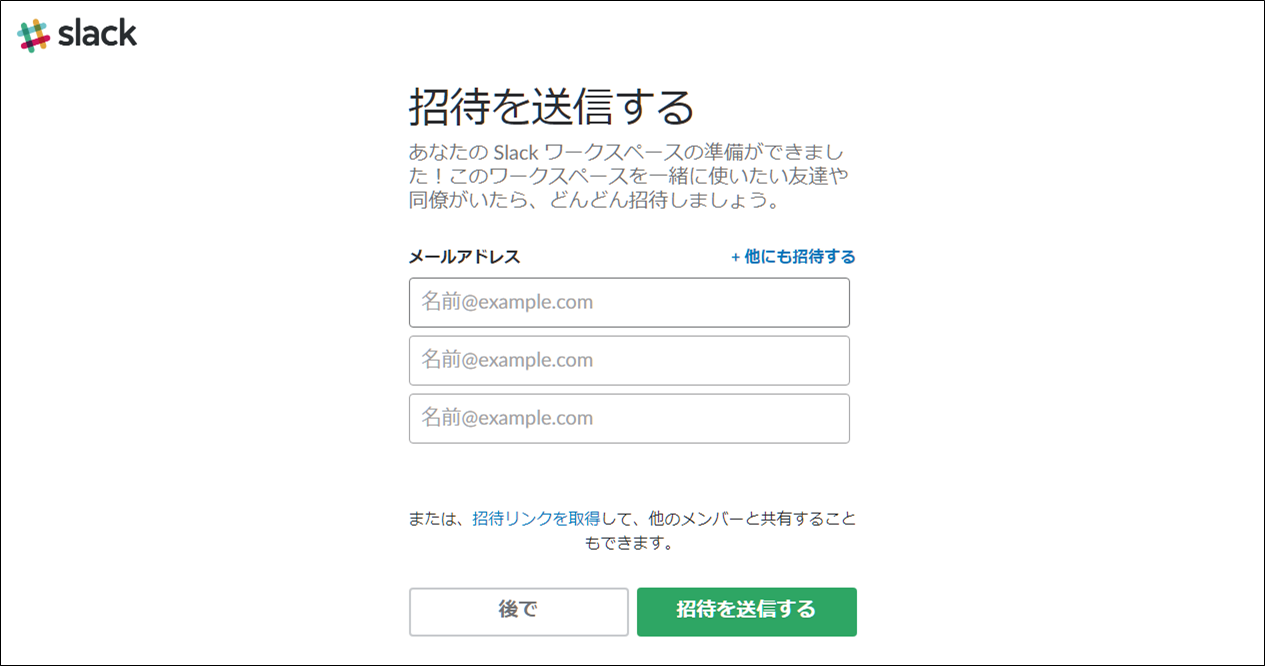 slack
招待を送信する
あなたの Slack ワークスペースの準備ができまし
た！このワークスペースを一緒に使いたい友達や
同僚がいたら、どんどん招待しましょう。
メールアドレス
+ 他にも招待する
名前@example.com
名前@example.com
名前@example.com
または、招待リンクを取得して、他のメンバーと共有すること
もできます。
後で
招待を送信する